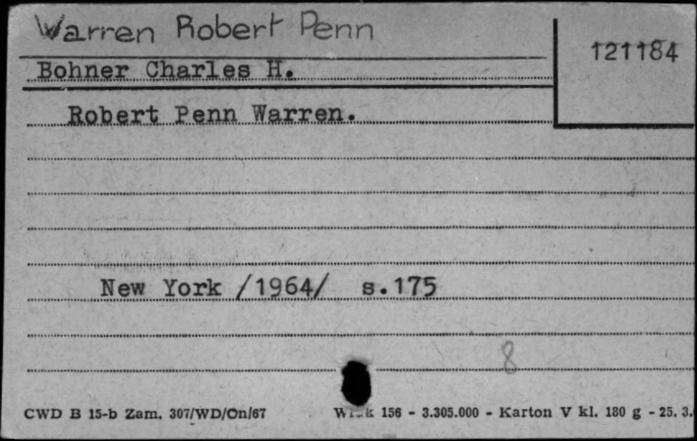 Warren Robert Penn
121184
Bohner Charles H.
Robert Penn Warren.
New York /1964/ s.175
8
CWD B 15-b Zam. 307/WD/On/67 156 - 3.305.000 - Karton V kl. 180 g - 25. 3.